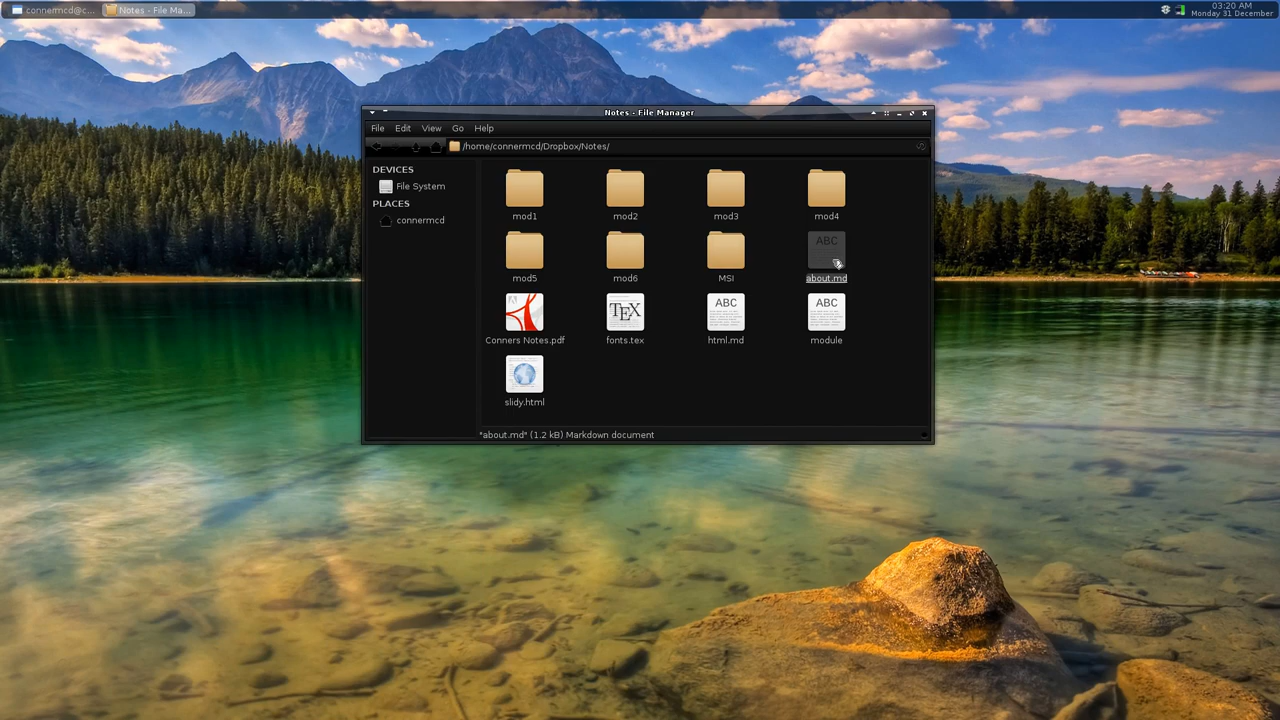 connermcd@c...
Notes - File Ma...
03:20 AM
Monday 31 December
Notes - File Manager
File Edit View Go Help
/home/connermcd/Dropbox/Notes/
DEVICES
File System
PLACES
connermcd
mod1 mod2 mod3 mod4
ABC
mod5 mod6 MSI about.md
TEX ABC ABC
Conners Notes.pdf fonts.tex html.md module
slidy.html
"about.md" (1.2 kB) Markdown document